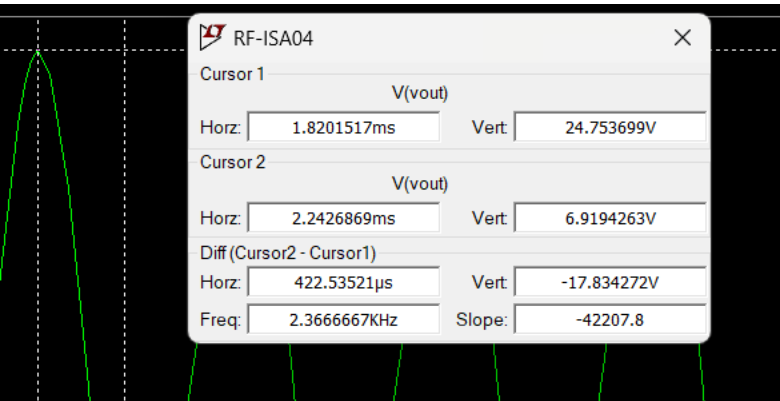 RF-ISA04
Cursor 1
V(vout)
Horz: 1.8201517ms Vert: 24.753699V
Cursor 2
V(vout)
Horz: 2.2426869ms Vert: 6.9194263V
Diff (Cursor2 - Cursor1)
Horz: 422.53521µs Vert: -17.834272V
Freq: 2.3666667KHz Slope: -42207.8